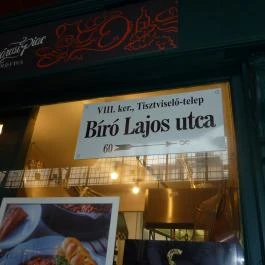 VIII. ker., Tisztviselő-telep
Bíró Lajos utca
60